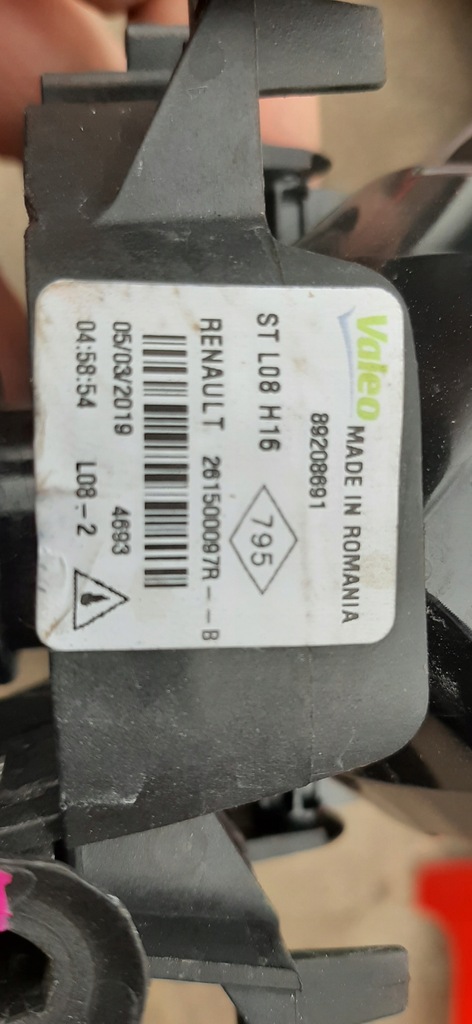 Valeo MADE IN ROMANIA
89208691
ST L08 H16
795
RENAULT 261500097R--B
05/03/2019 4693
04:58:54 L08-2